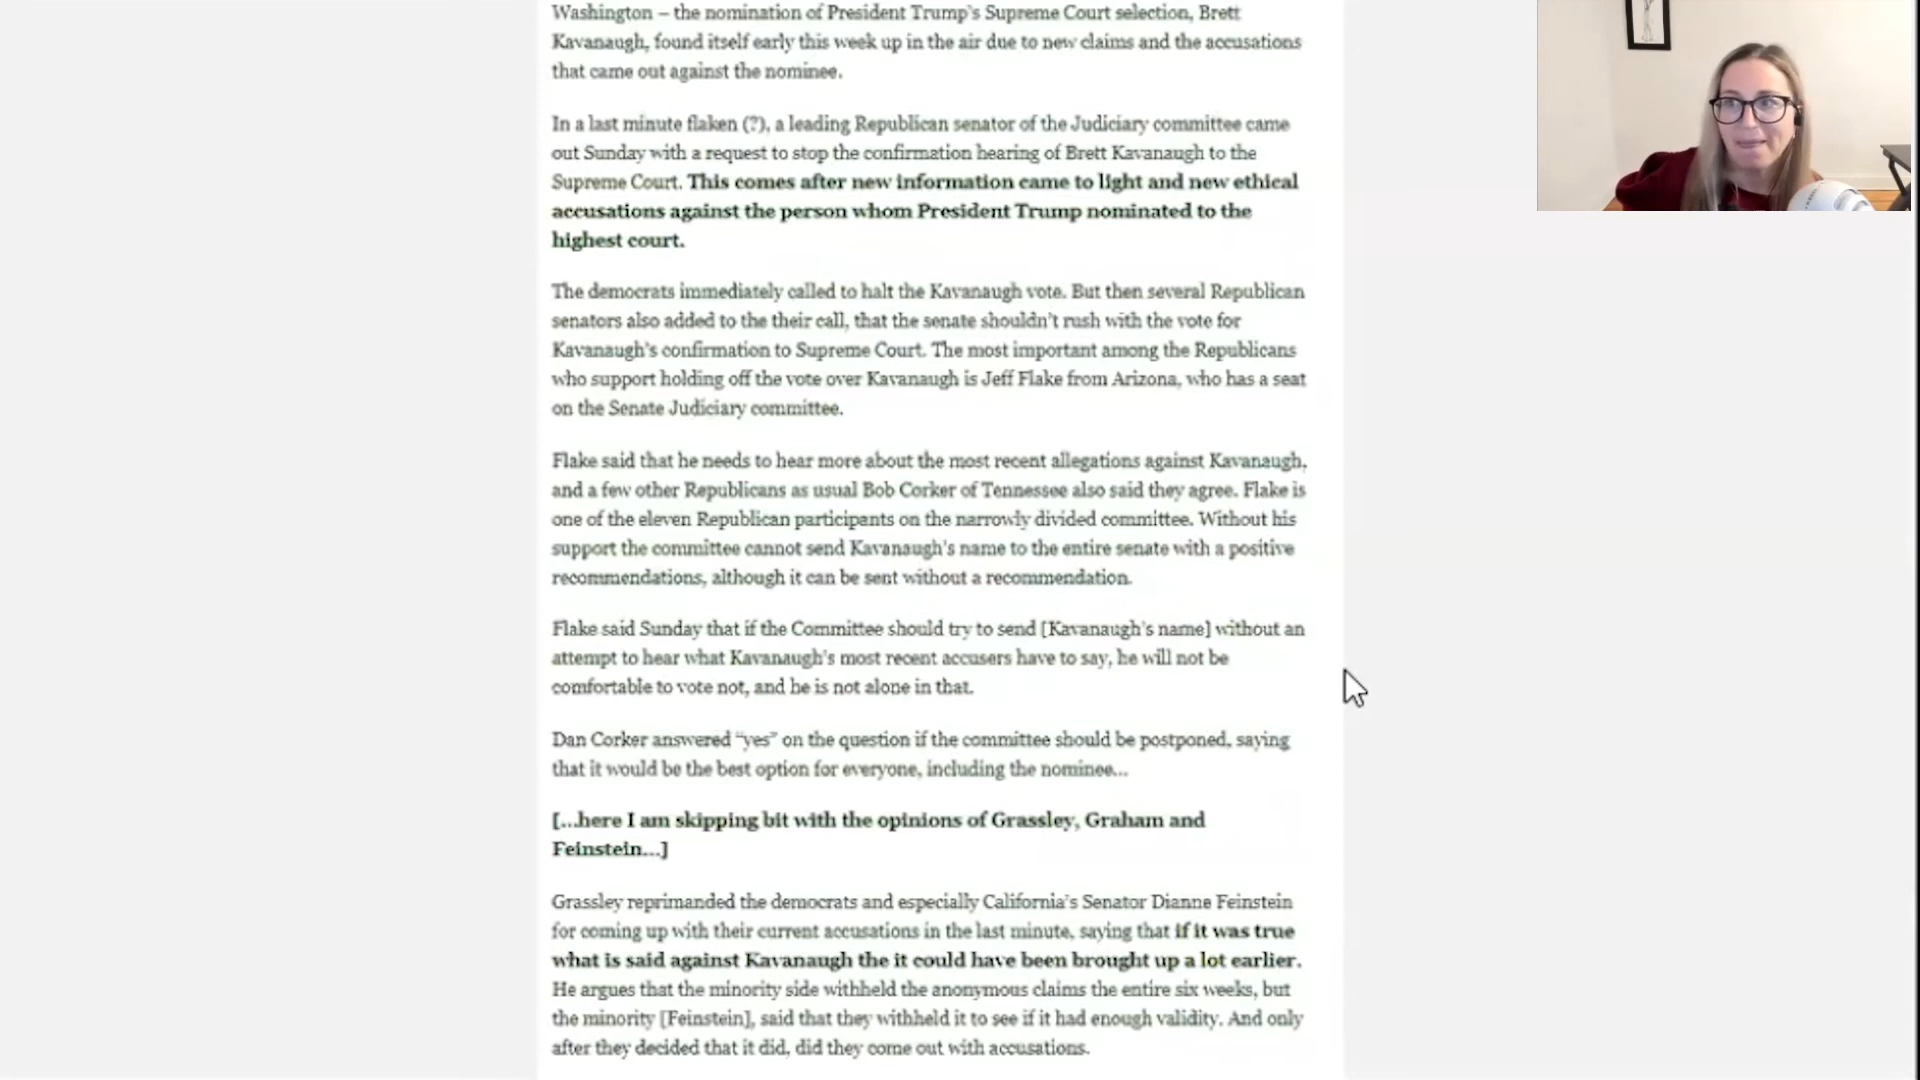 Washington – the nomination of President Trump's Supreme Court selection, Brett
Kavanaugh, found itself early this week up in the air due to new claims and the accusations
that came out against the nominee.
In a last minute flaken (?), a leading Republican senator of the Judiciary committee came
out Sunday with a request to stop the confirmation hearing of Brett Kavanaugh to the
Supreme Court. This comes after new information came to light and new ethical
accusations against the person whom President Trump nominated to the
highest court.
The democrats immediately called to halt the Kavanaugh vote. But then several Republican
senators also added to the their call, that the senate shouldn't rush with the vote for
Kavanaugh's confirmation to Supreme Court. The most important among the Republicans
who support holding off the vote over Kavanaugh is Jeff Flake from Arizona, who has a seat
on the Senate Judiciary committee.
Flake said that he needs to hear more about the most recent allegations against Kavanaugh,
and a few other Republicans as usual Bob Corker of Tennessee also said they agree. Flake is
one of the eleven Republican participants on the narrowly divided committee. Without his
support the committee cannot send Kavanaugh's name to the entire senate with a positive
recommendations, although it can be sent without a recommendation.
Flake said Sunday that if the Committee should try to send [Kavanaugh's name] without an
attempt to hear what Kavanaugh's most recent accusers have to say, he will not be
comfortable to vote not, and he is not alone in that.
Dan Corker answered "yes" on the question if the committee should be postponed, saying
that it would be the best option for everyone, including the nominee...
[...here I am skipping bit with the opinions of Grassley, Graham and
Feinstein...]
Grassley reprimanded the democrats and especially California's Senator Dianne Feinstein
for coming up with their current accusations in the last minute, saying that if it was true
what is said against Kavanaugh the it could have been brought up a lot earlier.
He argues that the minority side withheld the anonymous claims the entire six weeks, but
the minority [Feinstein], said that they withheld it to see if it had enough validity. And only
after they decided that it did, did they come out with accusations.